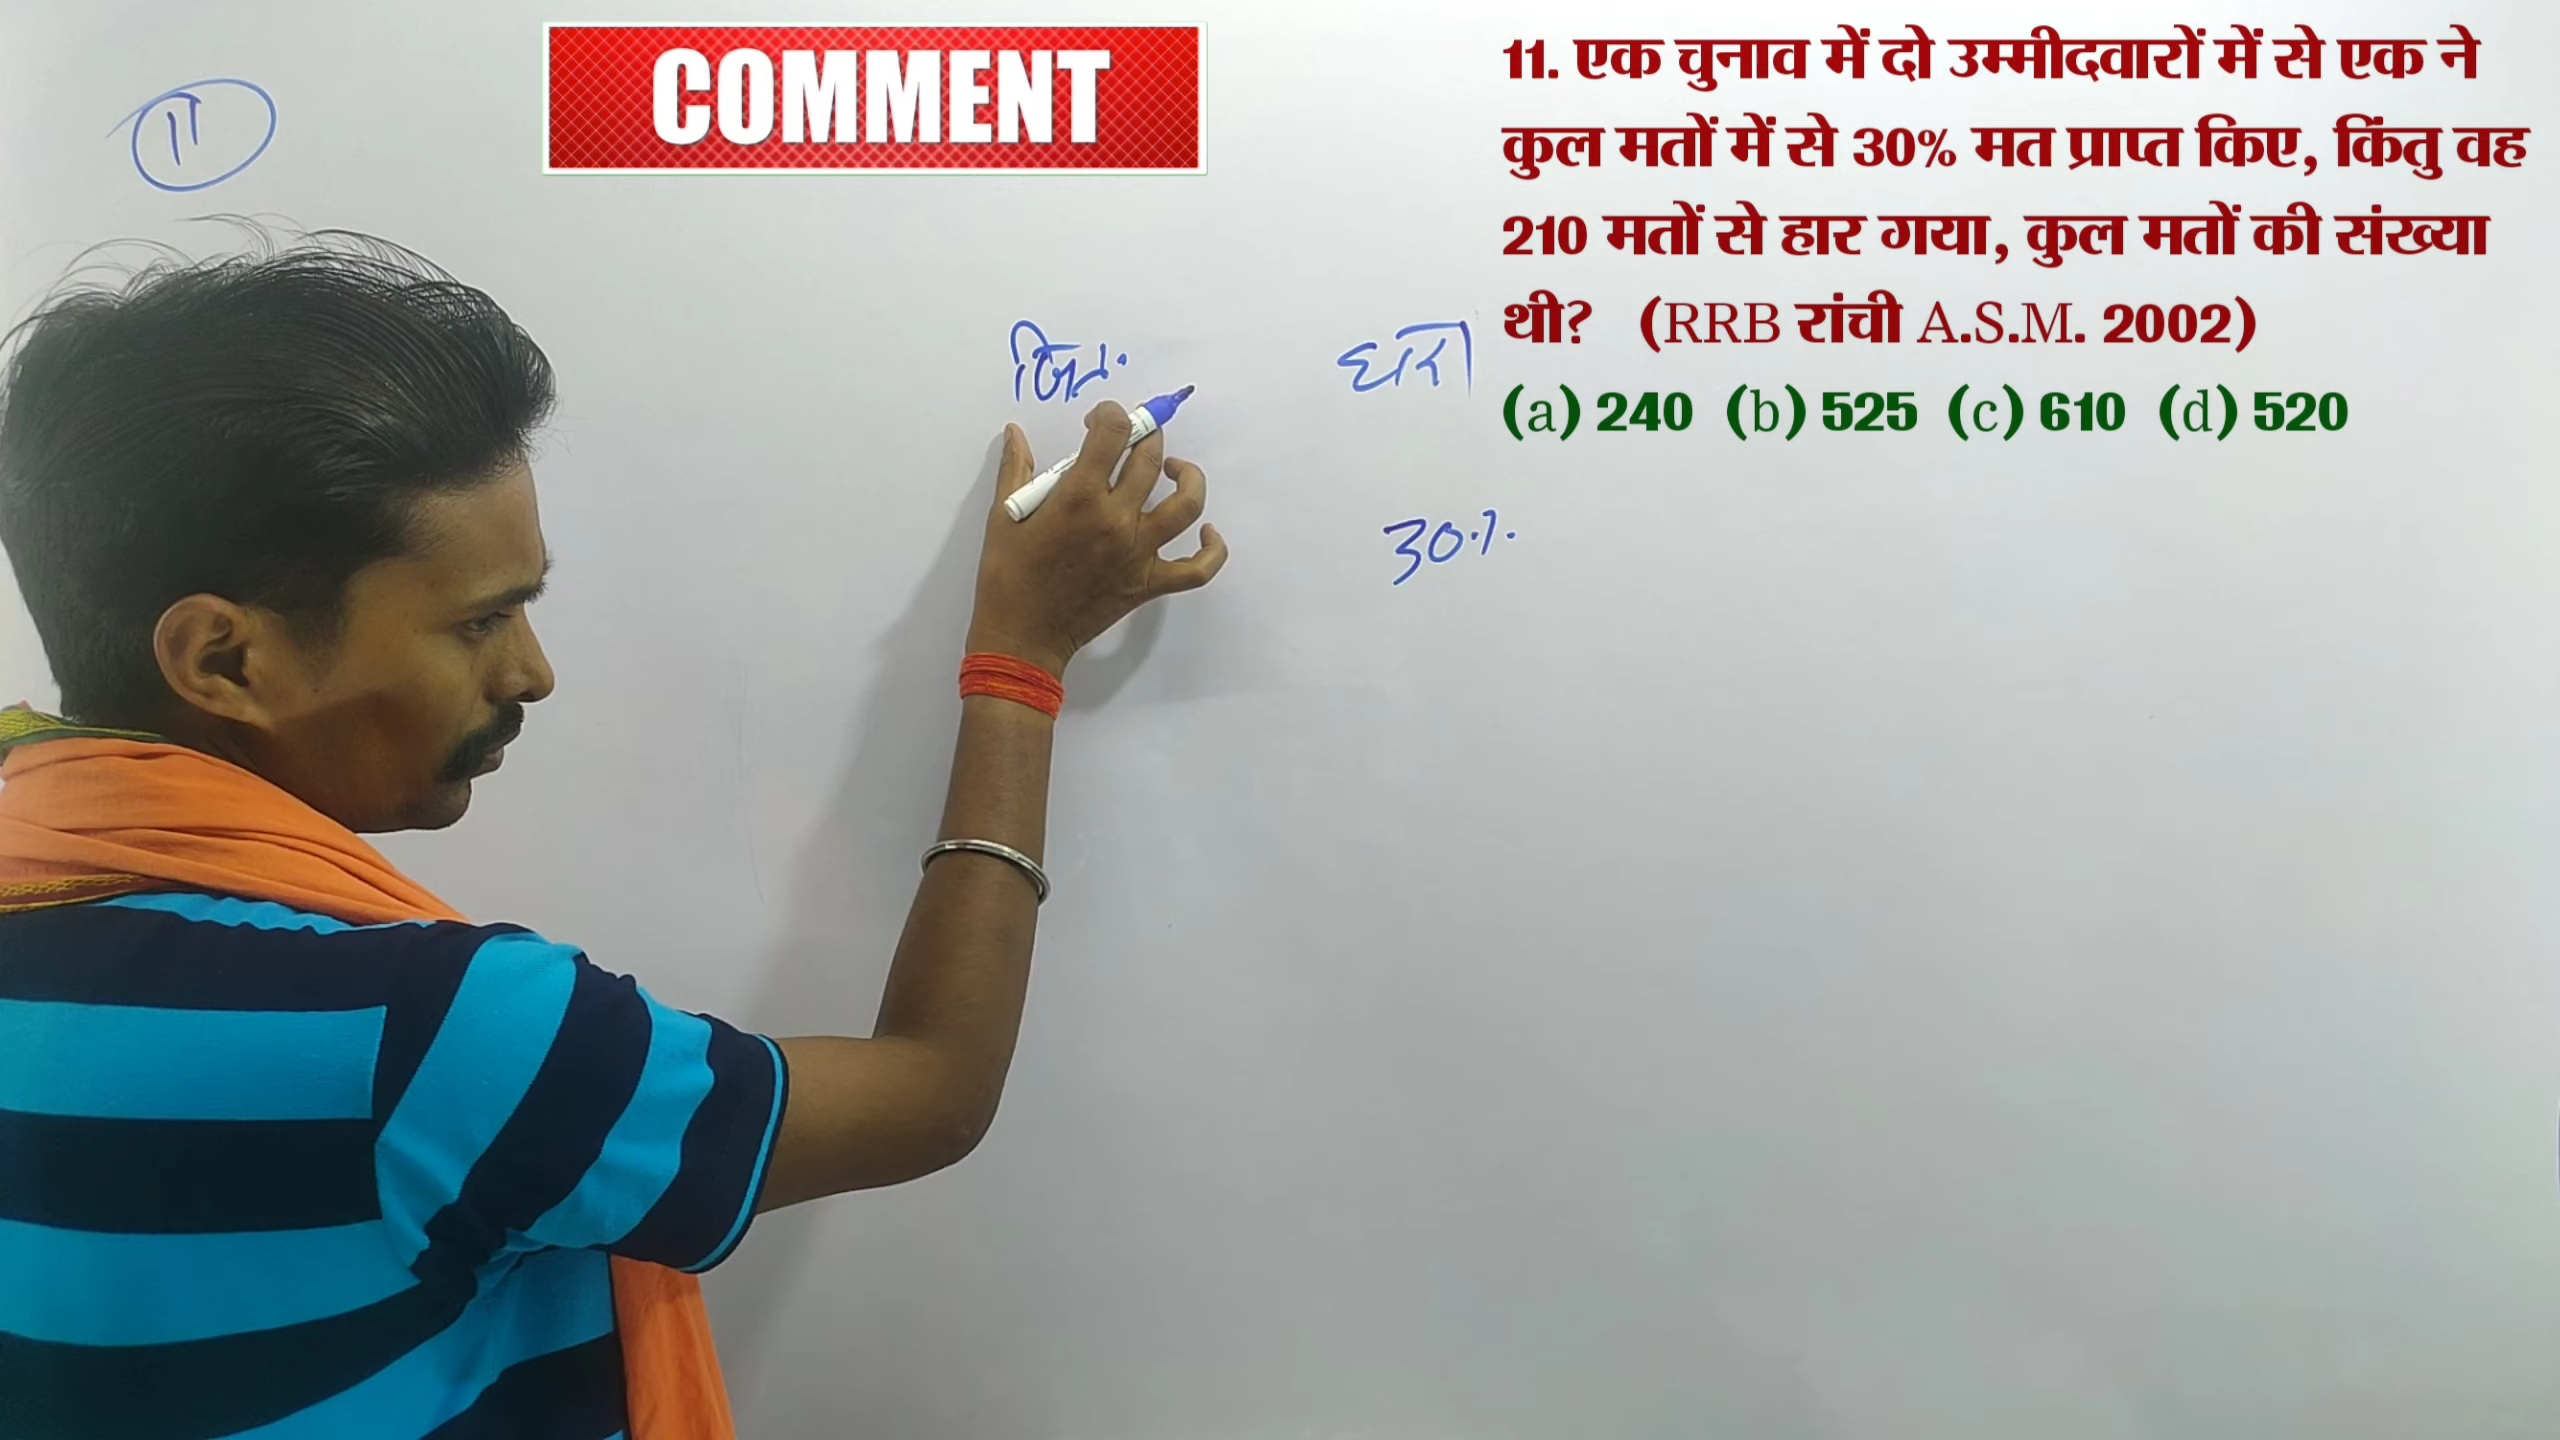 COMMENT
11. एक चुनाव में दो उम्मीदवारों में से एक ने
कुल मतों में से 30% मत प्राप्त किए, किंतु वह
210 मतों से हार गया, कुल मतों की संख्या
थी? (RRB रांची A.S.M. 2002)
(a) 240 (b) 525 (c) 610 (d) 520
11
30%